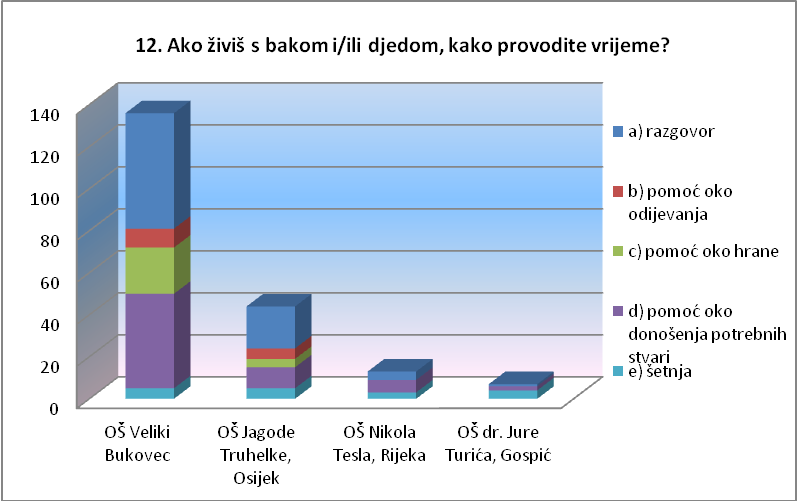 12. Ako živiš s bakom i/ili djedom, kako provodite vrijeme?
140
120
100
80
60
40
20
0
OŠ Veliki
Bukovec
OŠ Jagode
Truhelke,
Osijek
OŠ Nikola
Tesla, Rijeka
OŠ dr. Jure
Turića, Gospić
a) razgovor
b) pomoć oko
odijevanja
c) pomoć oko hrane
d) pomoć oko
donošenja potrebnih
stvari
e) šetnja